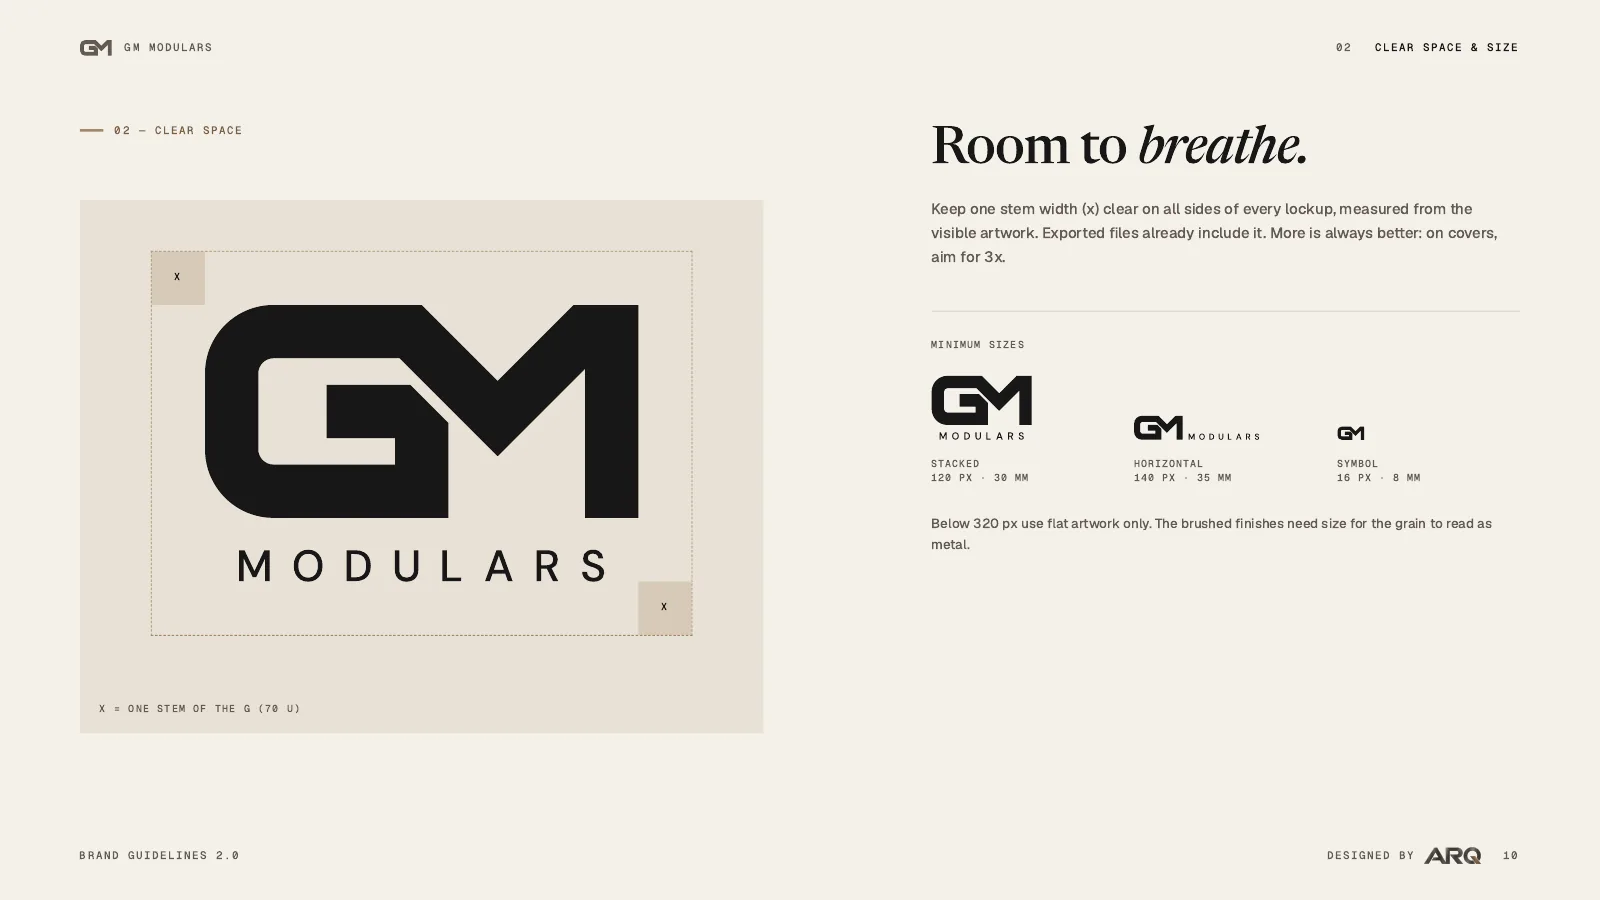 GM GM MODULARS
02 CLEAR SPACE & SIZE
02 — CLEAR SPACE
X
GM
MODULARS
X
X = ONE STEM OF THE G (70 U)
Room to breathe.
Keep one stem width (x) clear on all sides of every lockup, measured from the
visible artwork. Exported files already include it. More is always better: on covers,
aim for 3x.
MINIMUM SIZES
GM
MODULARS
STACKED
120 PX · 30 MM
GM MODULARS
HORIZONTAL
140 PX · 35 MM
GM
SYMBOL
16 PX · 8 MM
Below 320 px use flat artwork only. The brushed finishes need size for the grain to read as
metal.
BRAND GUIDELINES 2.0
DESIGNED BY ARQ 10